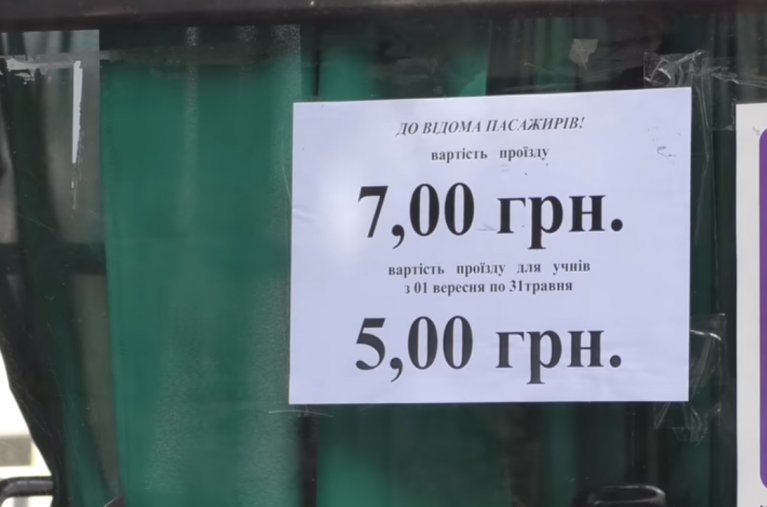 ДО ВІДОМА ПАСАЖИРІВ!
вартість проїзду
7,00 грн.
вартість проїзду для учнів
з 01 вересня по 31травня
5,00 грн.